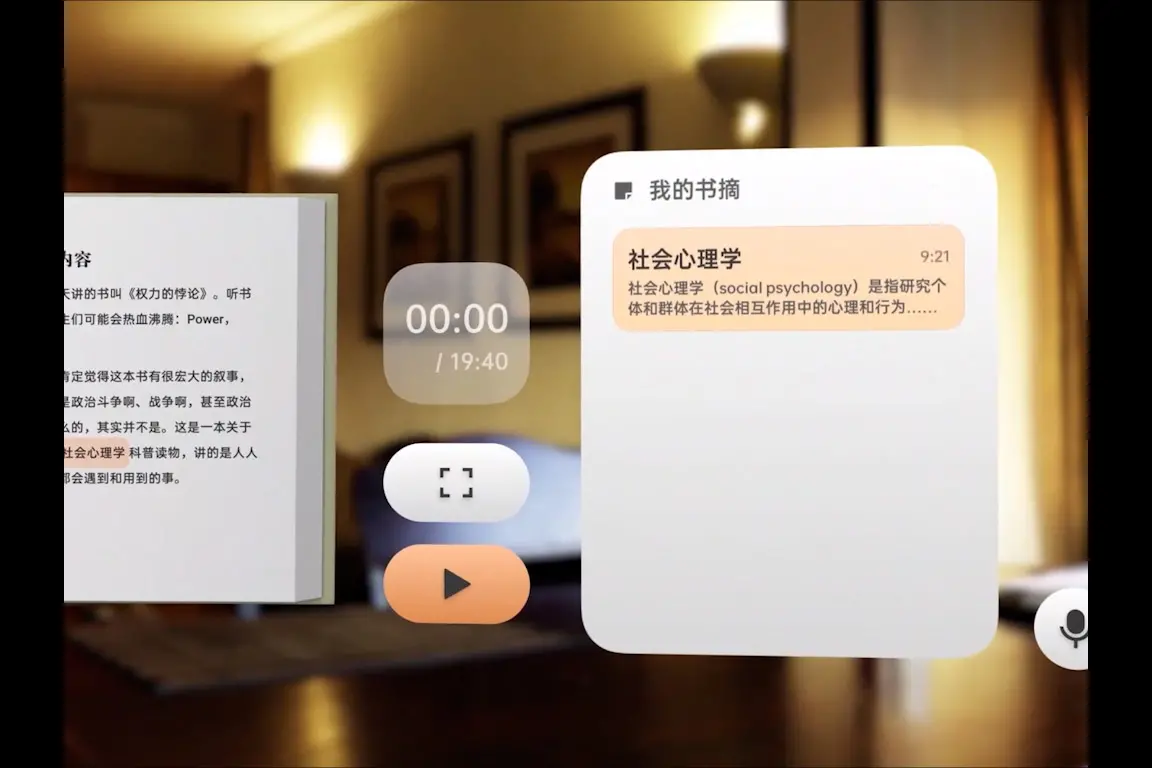 内容
天讲的书叫《权力的悖论》。听书
主们可能会热血沸腾：Power，
肯定觉得这本书有很宏大的叙事，
是政治斗争啊、战争啊，甚至政治
么的，其实并不是。这是一本关于
社会心理学科普读物，讲的是人人
都会遇到和用到的事。
00:00
/ 19:40
我的书摘
社会心理学 9:21
社会心理学（social psychology）是指研究个
体和群体在社会相互作用中的心理和行为……